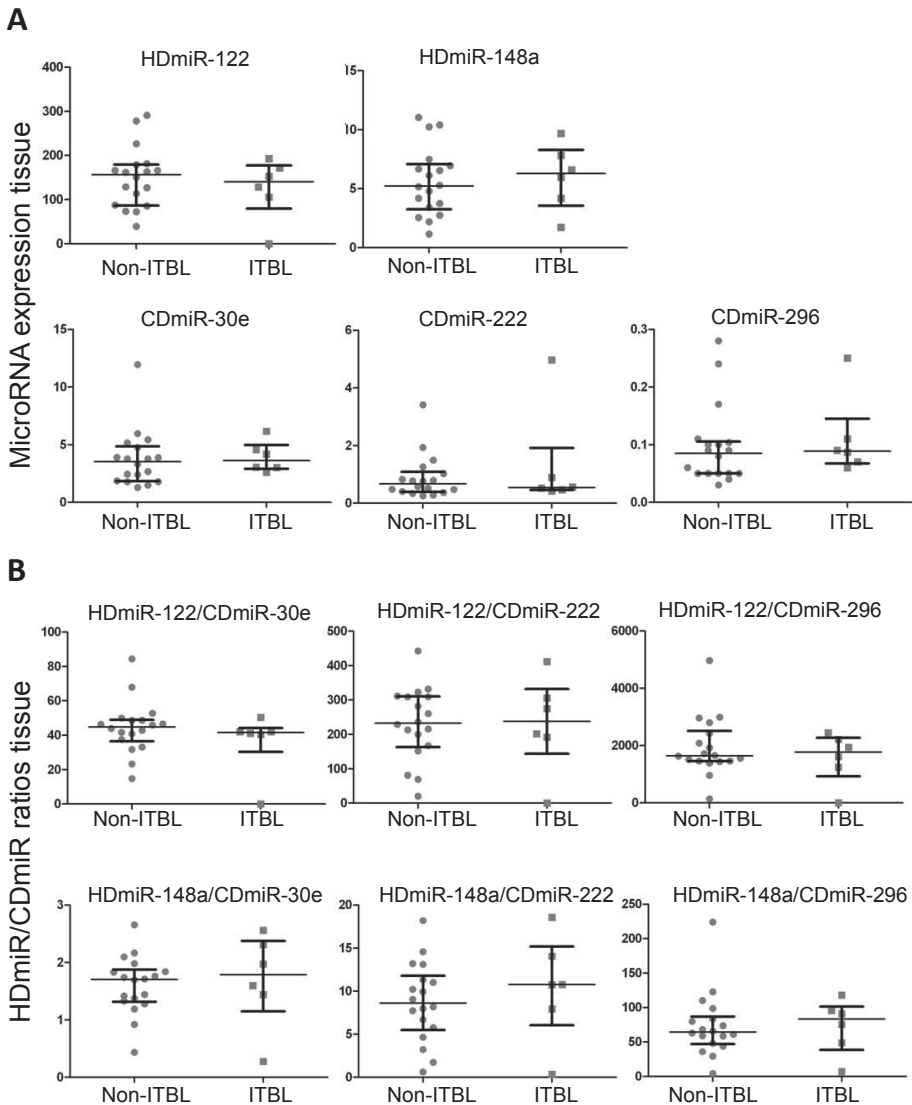 A
HDmiR-122
HDmiR-148a
MicroRNA expression tissue
400
300
200
100
0
Non-ITBL ITBL
15
10
5
0
Non-ITBL ITBL
CDmiR-30e
CDmiR-222
CDmiR-296
15
10
5
0
Non-ITBL ITBL
6
4
2
0
Non-ITBL ITBL
0.3
0.2
0.1
0.0
Non-ITBL ITBL
B
HDmiR/CDmiR ratios tissue
HDmiR-122/CDmiR-30e
HDmiR-122/CDmiR-222
HDmiR-122/CDmiR-296
100
80
60
40
20
0
Non-ITBL ITBL
500
400
300
200
100
0
Non-ITBL ITBL
6000
4000
2000
0
Non-ITBL ITBL
HDmiR-148a/CDmiR-30e
HDmiR-148a/CDmiR-222
HDmiR-148a/CDmiR-296
3
2
1
0
Non-ITBL ITBL
20
15
10
5
0
Non-ITBL ITBL
250
200
150
100
50
0
Non-ITBL ITBL